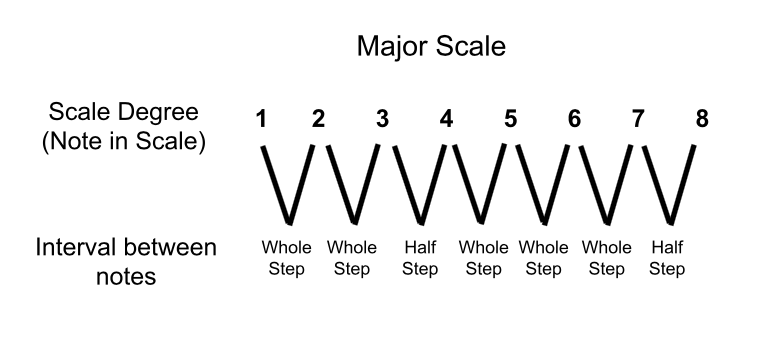 Major Scale
Scale Degree
(Note in Scale)
1 2 3 4 5 6 7 8
Interval between
notes
Whole Whole Half Whole Whole Whole Half
Step Step Step Step Step Step Step